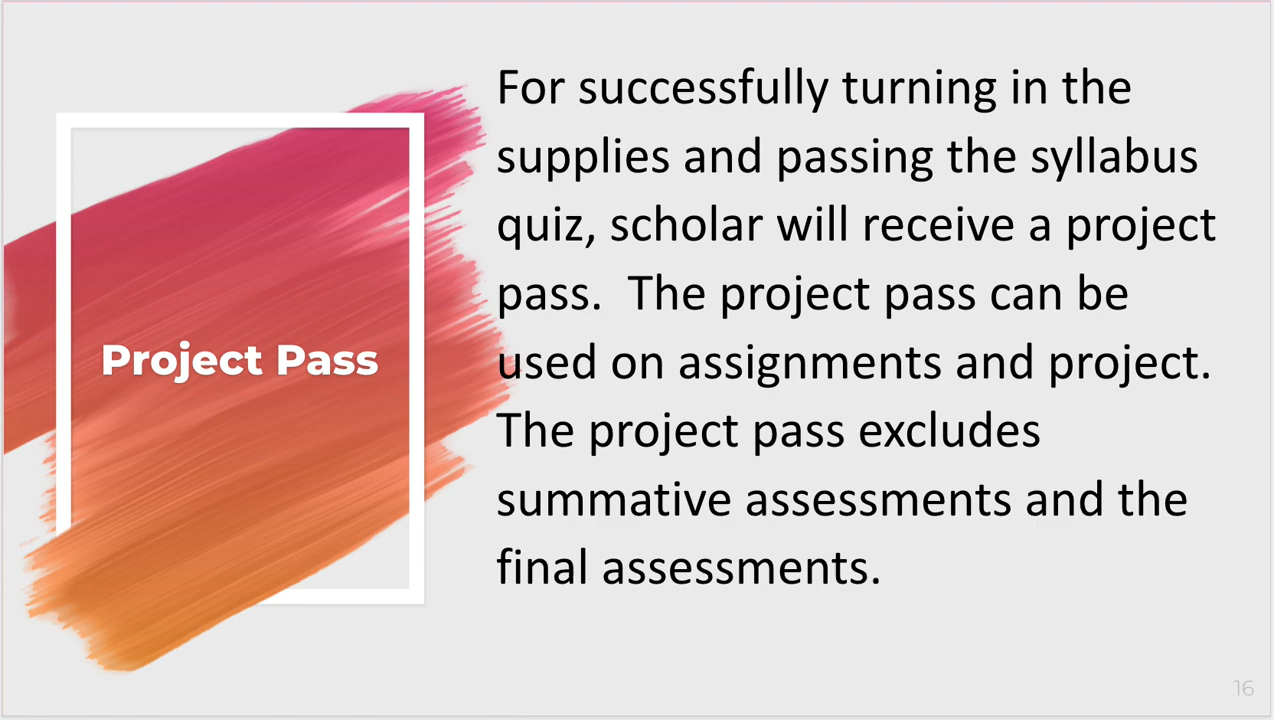 Project Pass
For successfully turning in the
supplies and passing the syllabus
quiz, scholar will receive a project
pass.  The project pass can be
used on assignments and project.
The project pass excludes
summative assessments and the
final assessments.
16